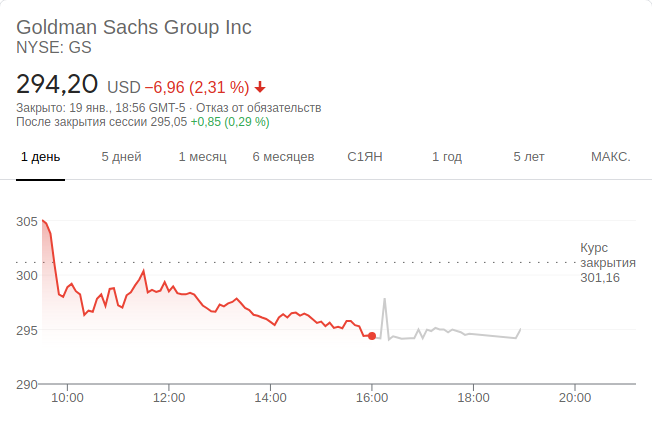 Goldman Sachs Group Inc
NYSE: GS
294,20 USD −6,96 (2,31 %)
Закрыто: 19 янв., 18:56 GMT-5 · Отказ от обязательств
После закрытия сессии 295,05 +0,85 (0,29 %)
1 день 5 дней 1 месяц 6 месяцев С1ЯН 1 год 5 лет МАКС.
305
Курс
закрытия
301,16
300
295
290
10:00 12:00 14:00 16:00 18:00 20:00